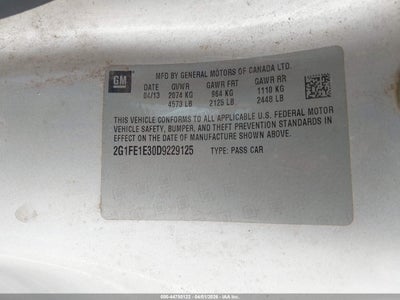 GM
MFD BY GENERAL MOTORS OF CANADA LTD.
DATE GVWR GAWR FRT GAWR RR
04/13 2074 KG 964 KG 1110 KG
4573 LB 2125 LB 2448 LB
THIS VEHICLE CONFORMS TO ALL APPLICABLE U.S. FEDERAL MOTOR
VEHICLE SAFETY, BUMPER, AND THEFT PREVENTION STANDARDS
IN EFFECT ON THE DATE OF MANUFACTURE SHOWN ABOVE.
2G1FE1E30D9229125 TYPE: PASS CAR